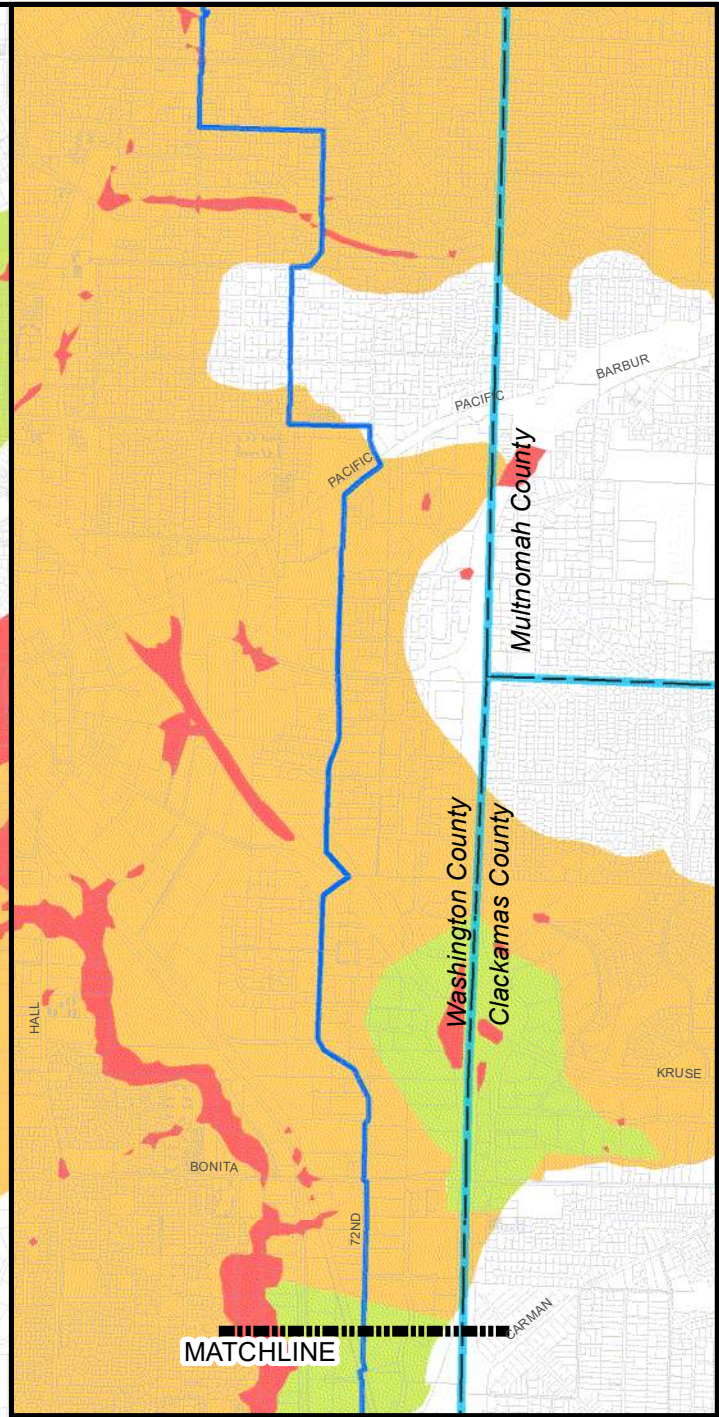 BARBUR
PACIFIC
PACIFIC
Multnomah County
Washington County
Clackamas County
HALL
KRUSE
BONITA
72ND
CARMAN
MATCHLINE